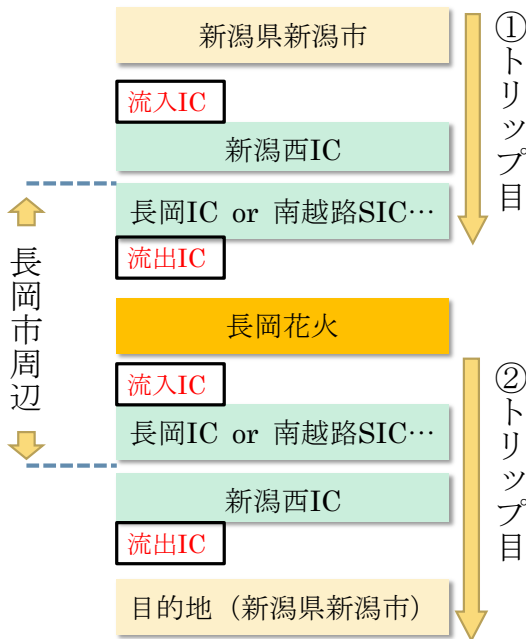 新潟県新潟市
流入IC
新潟西IC
長岡IC or 南越路SIC…
流出IC
①トリップ目
長岡市周辺
長岡花火
流入IC
長岡IC or 南越路SIC…
新潟西IC
流出IC
目的地（新潟県新潟市）
②トリップ目